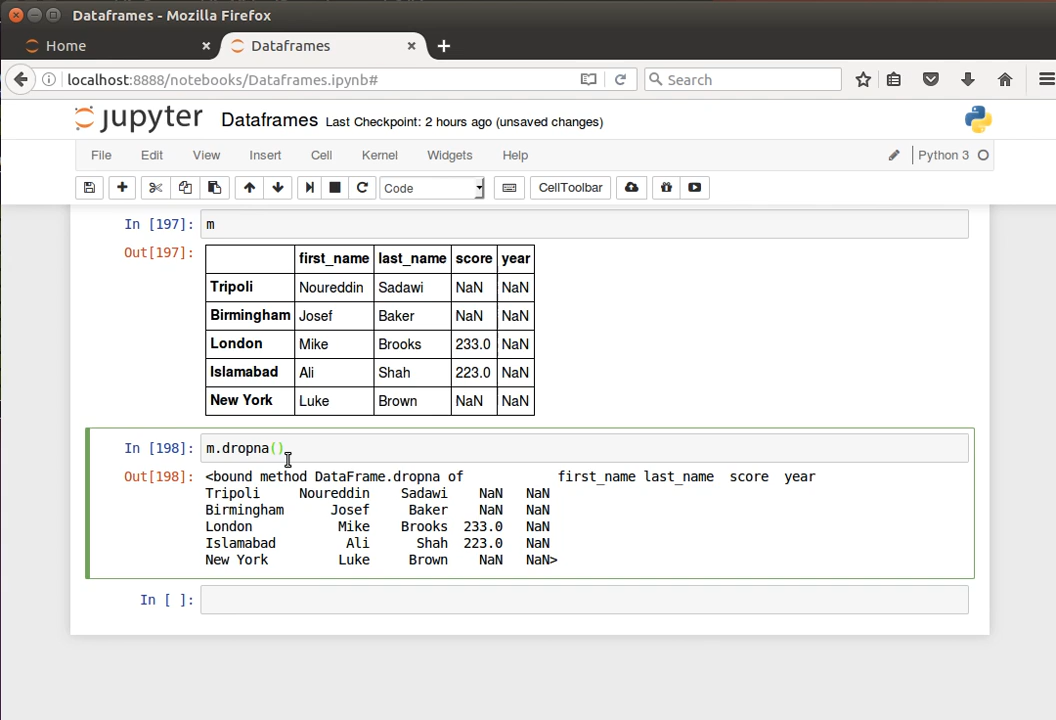 Dataframes - Mozilla Firefox
Home
Dataframes
localhost:8888/notebooks/Dataframes.ipynb#
Search
jupyter Dataframes Last Checkpoint: 2 hours ago (unsaved changes)
File Edit View Insert Cell Kernel Widgets Help Python 3
Code CellToolbar
In [197]: m
Out[197]:
first_name last_name score year
Tripoli Noureddin Sadawi NaN NaN
Birmingham Josef Baker NaN NaN
London Mike Brooks 233.0 NaN
Islamabad Ali Shah 223.0 NaN
New York Luke Brown NaN NaN
In [198]: m.dropna()
Out[198]: <bound method DataFrame.dropna of first_name last_name score year
Tripoli Noureddin Sadawi NaN NaN
Birmingham Josef Baker NaN NaN
London Mike Brooks 233.0 NaN
Islamabad Ali Shah 223.0 NaN
New York Luke Brown NaN NaN>
In [ ]: